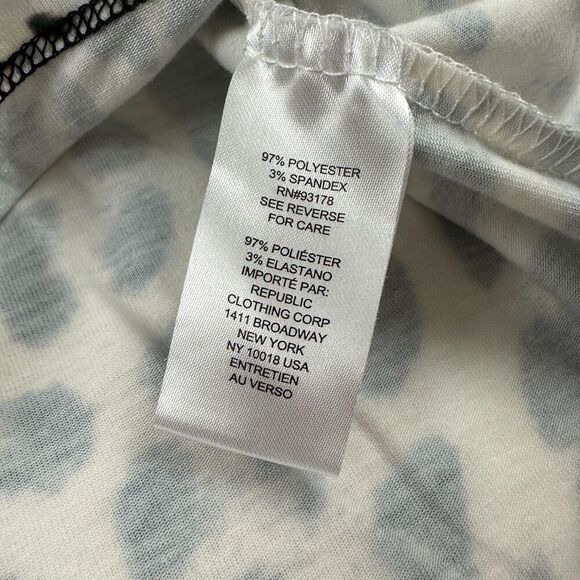 97% POLYESTER
3% SPANDEX
RN#93178
SEE REVERSE
FOR CARE
97% POLIÉSTER
3% ELASTANO
IMPORTÉ PAR:
REPUBLIC
CLOTHING CORP
1411 BROADWAY
NEW YORK
NY 10018 USA
ENTRETIEN
AU VERSO